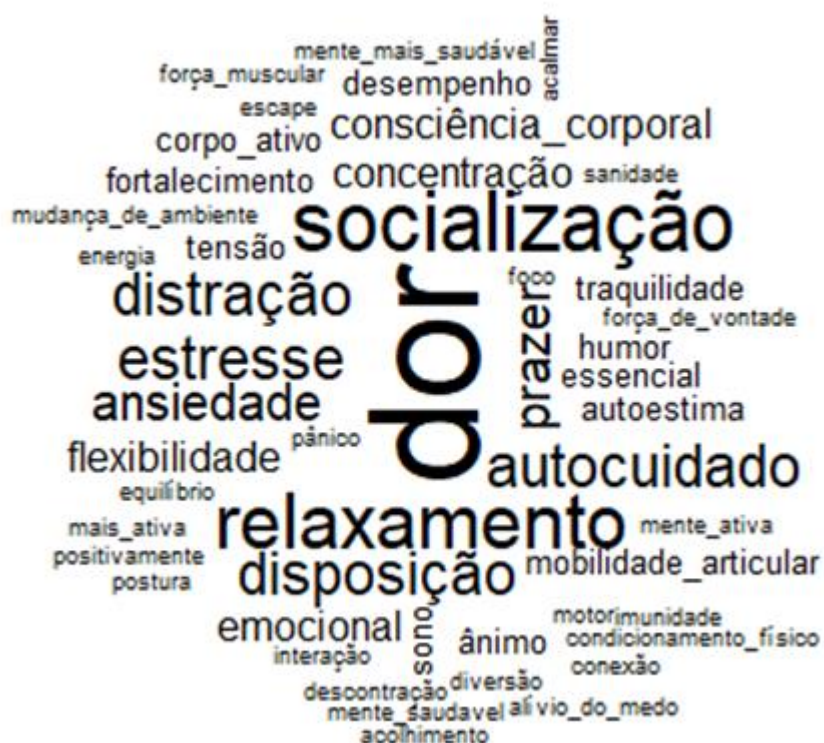 mente_mais_saudável
acalmar
força_muscular
desempenho
escape
consciência_corporal
corpo_ativo
fortalecimento
concentração
sanidade
mudança_de_ambiente
socialização
energia
tensão
dor
foco
traquilidade
distração
força_de_vontade
prazer
humor
estresse
essencial
ansiedade
autoestima
pânico
flexibilidade
autocuidado
equilíbrio
relaxamento
mais_ativa
mente_ativa
positivamente
disposição
mobilidade_articular
postura
emocional
sono
ânimo
motor
imunidade
condicionamento_físico
interação
conexão
descontração
diversão
mente_saudavel
alívio_do_medo
acolhimento